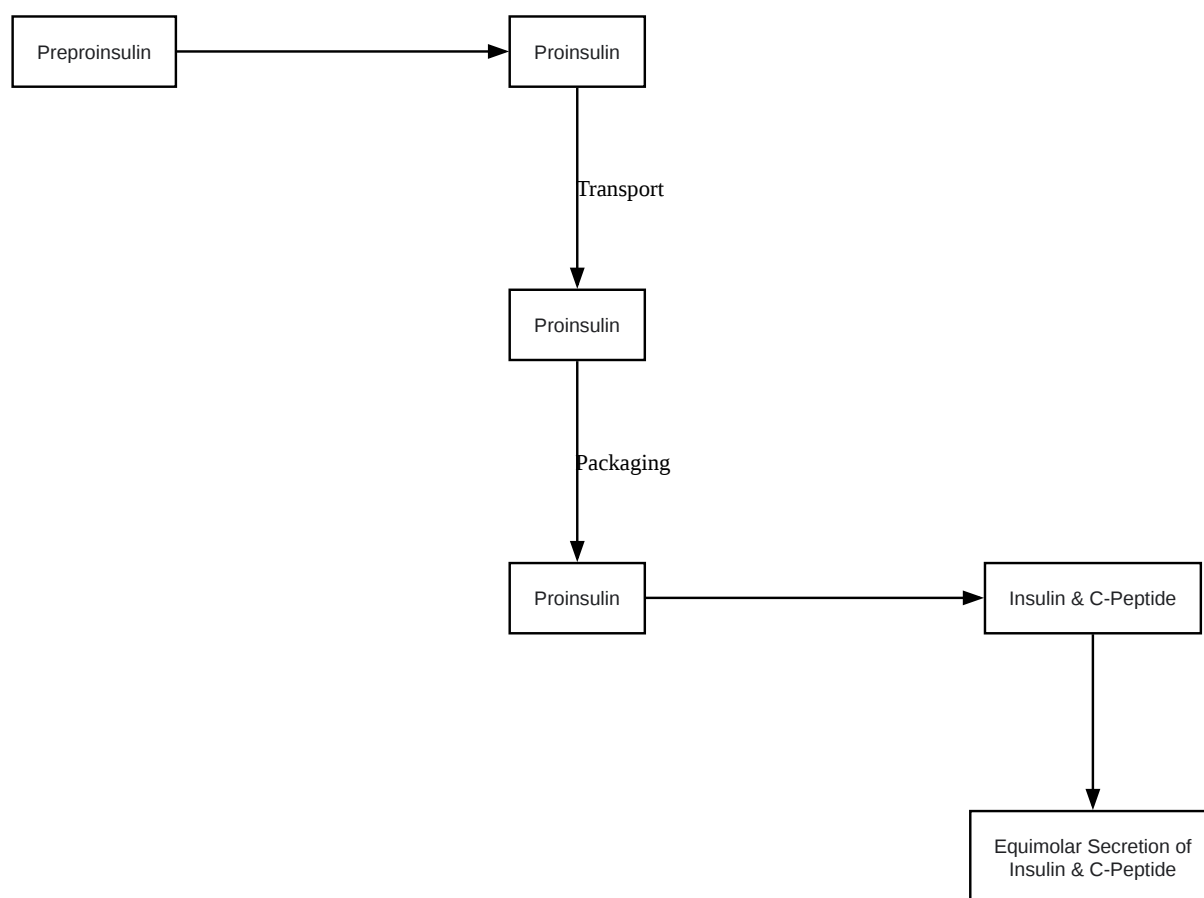 Preproinsulin
Proinsulin
Transport
Proinsulin
Packaging
Proinsulin
Insulin & C-Peptide
Equimolar Secretion of
Insulin & C-Peptide